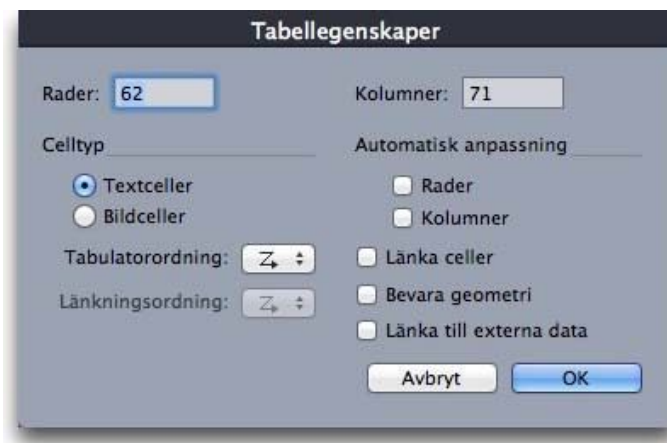 Tabellegenskaper
Rader: 62
Kolumner: 71
Celltyp
Automatisk anpassning
Textceller
Rader
Bildceller
Kolumner
Tabulatorordning:
Länka celler
Länkningsordning:
Bevara geometri
Länka till externa data
Avbryt
OK